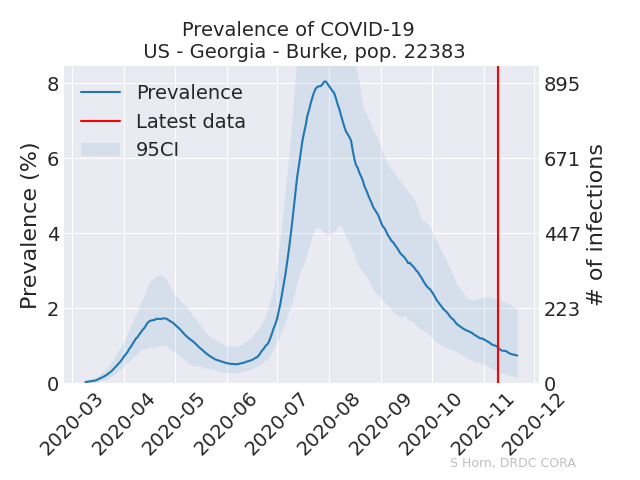 Prevalence of COVID-19
US - Georgia - Burke, pop. 22383
Prevalence
Latest data
95CI
Prevalence (%)
8
6
4
2
0
895
671
447
223
0
# of infections
2020-03
2020-04
2020-05
2020-06
2020-07
2020-08
2020-09
2020-10
2020-11
2020-12
S Horn, DRDC CORA